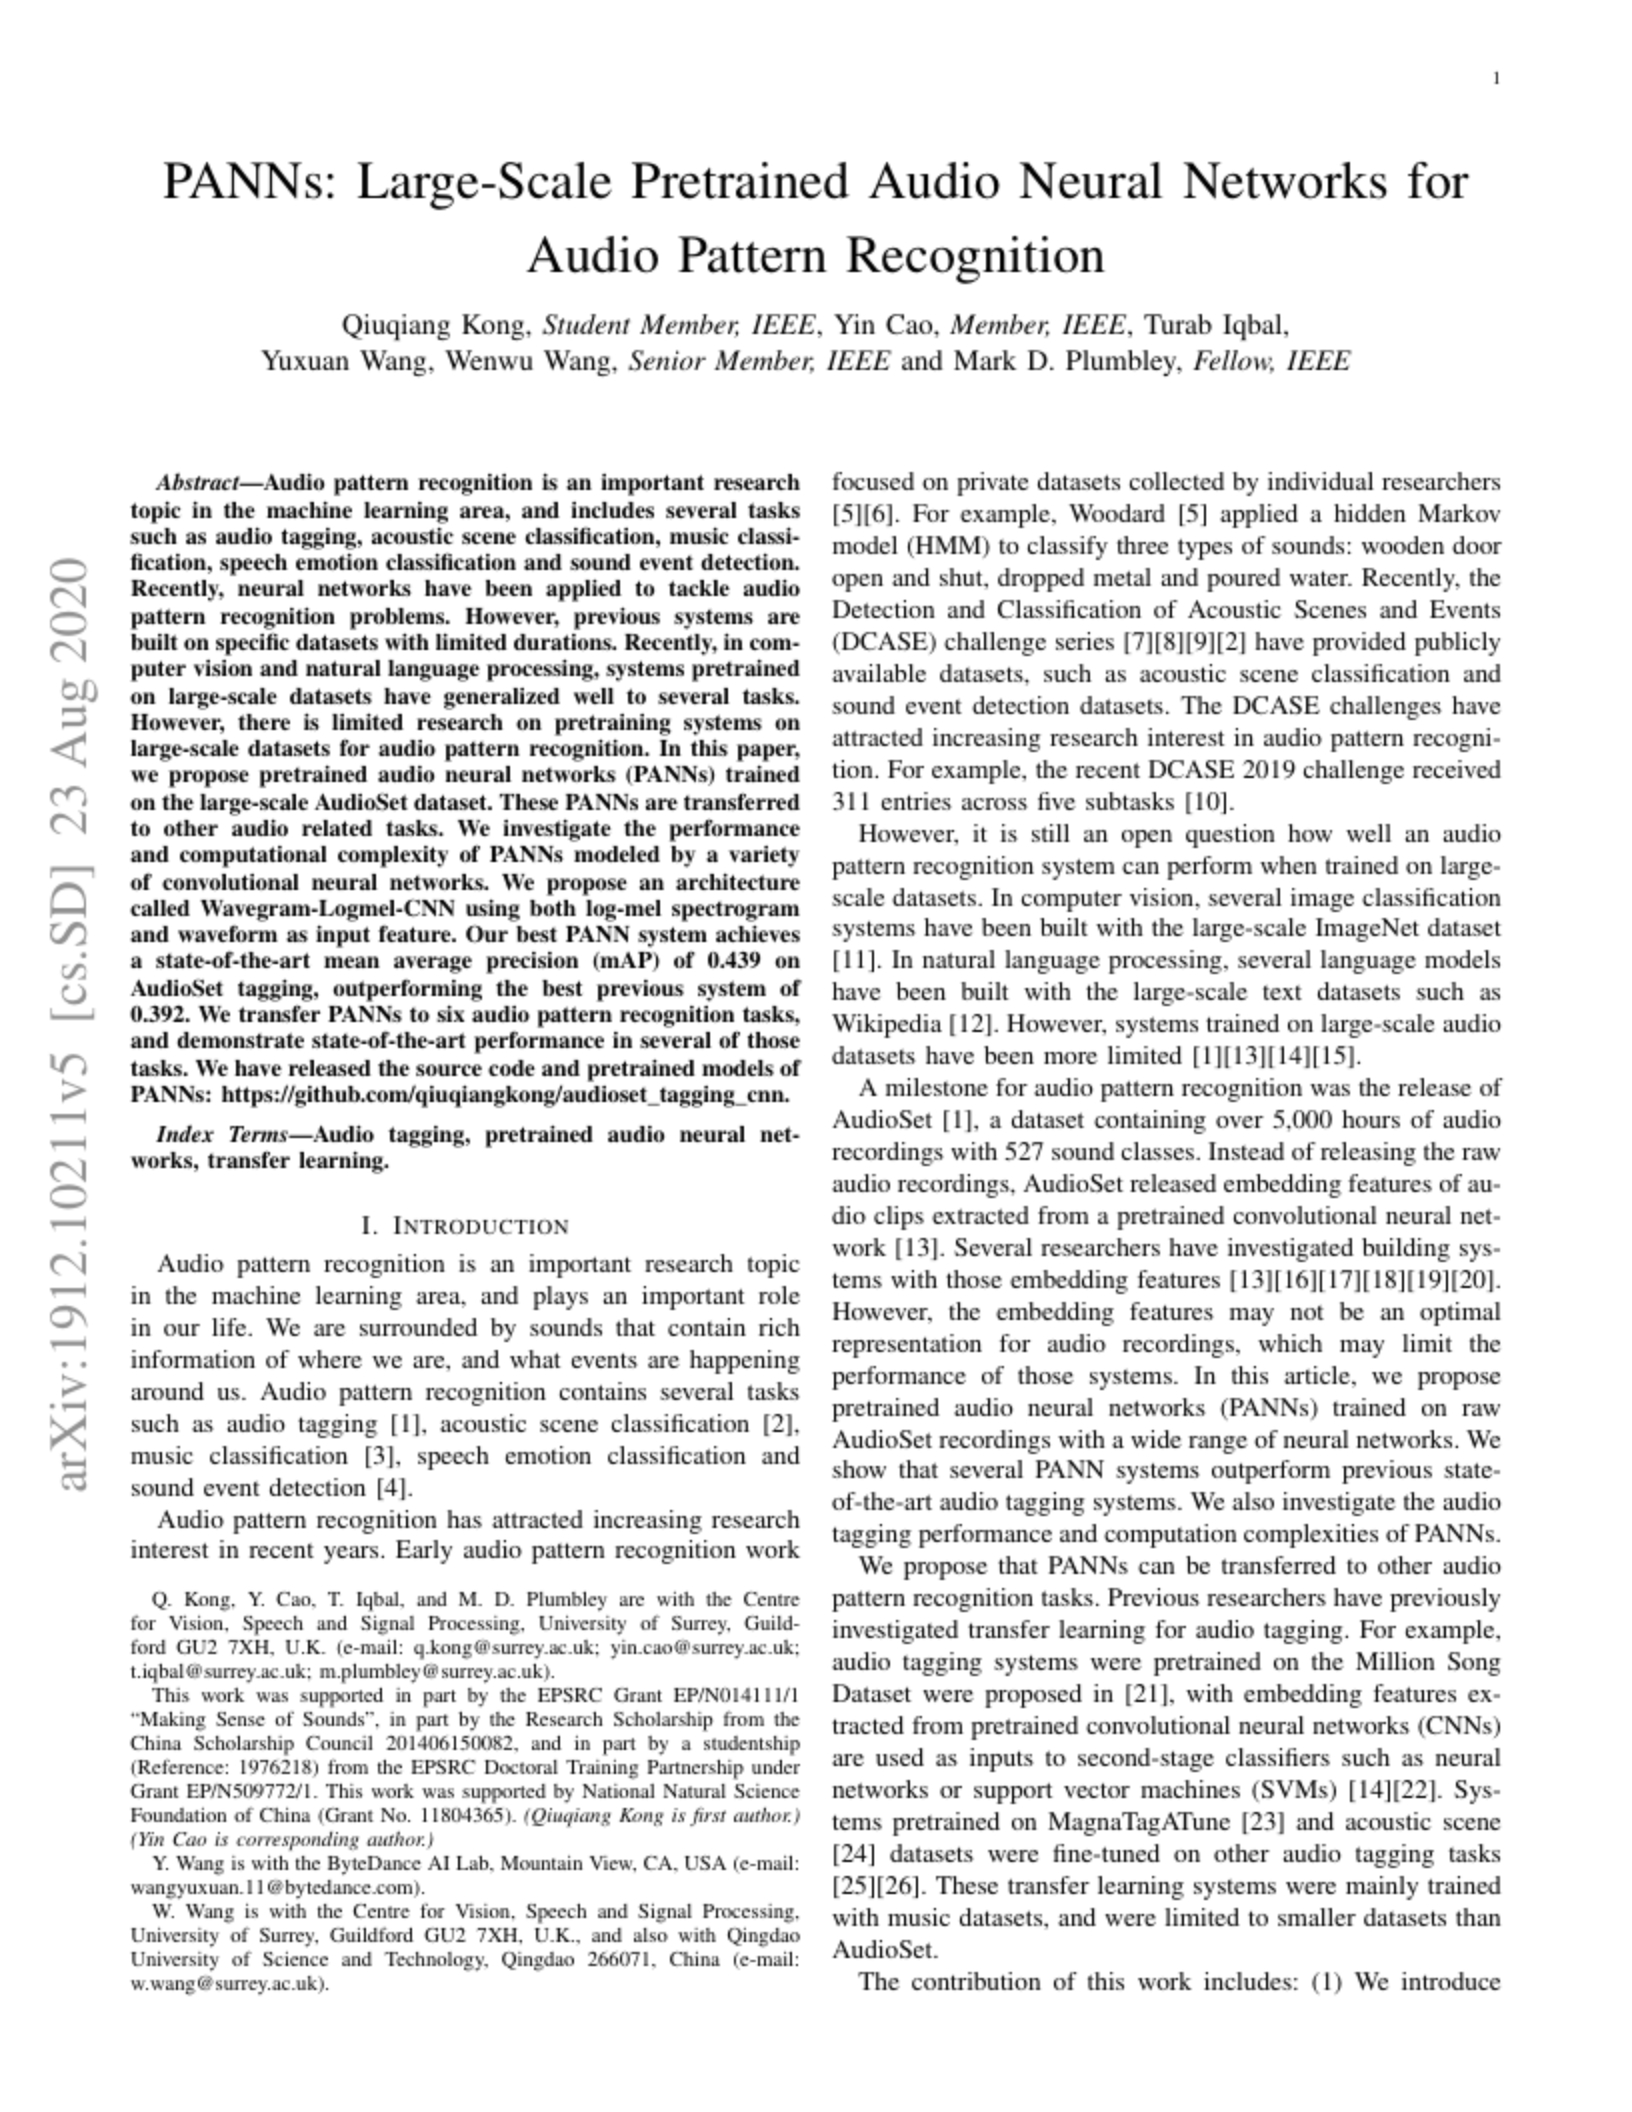 1
PANNs: Large-Scale Pretrained Audio Neural Networks for
Audio Pattern Recognition
Qiuqiang Kong, Student Member, IEEE, Yin Cao, Member, IEEE, Turab Iqbal,
Yuxuan Wang, Wenwu Wang, Senior Member, IEEE and Mark D. Plumbley, Fellow, IEEE
arXiv:1912.10211v5 [cs.SD] 23 Aug 2020
Abstract—Audio pattern recognition is an important research
topic in the machine learning area, and includes several tasks
such as audio tagging, acoustic scene classification, music classi-
fication, speech emotion classification and sound event detection.
Recently, neural networks have been applied to tackle audio
pattern recognition problems. However, previous systems are
built on specific datasets with limited durations. Recently, in com-
puter vision and natural language processing, systems pretrained
on large-scale datasets have generalized well to several tasks.
However, there is limited research on pretraining systems on
large-scale datasets for audio pattern recognition. In this paper,
we propose pretrained audio neural networks (PANNs) trained
on the large-scale AudioSet dataset. These PANNs are transferred
to other audio related tasks. We investigate the performance
and computational complexity of PANNs modeled by a variety
of convolutional neural networks. We propose an architecture
called Wavegram-Logmel-CNN using both log-mel spectrogram
and waveform as input feature. Our best PANN system achieves
a state-of-the-art mean average precision (mAP) of 0.439 on
AudioSet tagging, outperforming the best previous system of
0.392. We transfer PANNs to six audio pattern recognition tasks,
and demonstrate state-of-the-art performance in several of those
tasks. We have released the source code and pretrained models of
PANNs: https://github.com/qiuqiangkong/audioset_tagging_cnn.
Index Terms—Audio tagging, pretrained audio neural net-
works, transfer learning.
I. INTRODUCTION
Audio pattern recognition is an important research topic
in the machine learning area, and plays an important role
in our life. We are surrounded by sounds that contain rich
information of where we are, and what events are happening
around us. Audio pattern recognition contains several tasks
such as audio tagging [1], acoustic scene classification [2],
music classification [3], speech emotion classification and
sound event detection [4].
Audio pattern recognition has attracted increasing research
interest in recent years. Early audio pattern recognition work
Q. Kong, Y. Cao, T. Iqbal, and M. D. Plumbley are with the Centre
for Vision, Speech and Signal Processing, University of Surrey, Guild-
ford GU2 7XH, U.K. (e-mail: q.kong@surrey.ac.uk; yin.cao@surrey.ac.uk;
t.iqbal@surrey.ac.uk; m.plumbley@surrey.ac.uk).
This work was supported in part by the EPSRC Grant EP/N014111/1
“Making Sense of Sounds”, in part by the Research Scholarship from the
China Scholarship Council 201406150082, and in part by a studentship
(Reference: 1976218) from the EPSRC Doctoral Training Partnership under
Grant EP/N509772/1. This work was supported by National Natural Science
Foundation of China (Grant No. 11804365). (Qiuqiang Kong is first author.)
(Yin Cao is corresponding author.)
Y. Wang is with the ByteDance AI Lab, Mountain View, CA, USA (e-mail:
wangyuxuan.11@bytedance.com).
W. Wang is with the Centre for Vision, Speech and Signal Processing,
University of Surrey, Guildford GU2 7XH, U.K., and also with Qingdao
University of Science and Technology, Qingdao 266071, China (e-mail:
w.wang@surrey.ac.uk).
focused on private datasets collected by individual researchers
[5][6]. For example, Woodard [5] applied a hidden Markov
model (HMM) to classify three types of sounds: wooden door
open and shut, dropped metal and poured water. Recently, the
Detection and Classification of Acoustic Scenes and Events
(DCASE) challenge series [7][8][9][2] have provided publicly
available datasets, such as acoustic scene classification and
sound event detection datasets. The DCASE challenges have
attracted increasing research interest in audio pattern recogni-
tion. For example, the recent DCASE 2019 challenge received
311 entries across five subtasks [10].
However, it is still an open question how well an audio
pattern recognition system can perform when trained on large-
scale datasets. In computer vision, several image classification
systems have been built with the large-scale ImageNet dataset
[11]. In natural language processing, several language models
have been built with the large-scale text datasets such as
Wikipedia [12]. However, systems trained on large-scale audio
datasets have been more limited [1][13][14][15].
A milestone for audio pattern recognition was the release of
AudioSet [1], a dataset containing over 5,000 hours of audio
recordings with 527 sound classes. Instead of releasing the raw
audio recordings, AudioSet released embedding features of au-
dio clips extracted from a pretrained convolutional neural net-
work [13]. Several researchers have investigated building sys-
tems with those embedding features [13][16][17][18][19][20].
However, the embedding features may not be an optimal
representation for audio recordings, which may limit the
performance of those systems. In this article, we propose
pretrained audio neural networks (PANNs) trained on raw
AudioSet recordings with a wide range of neural networks. We
show that several PANN systems outperform previous state-
of-the-art audio tagging systems. We also investigate the audio
tagging performance and computation complexities of PANNs.
We propose that PANNs can be transferred to other audio
pattern recognition tasks. Previous researchers have previously
investigated transfer learning for audio tagging. For example,
audio tagging systems were pretrained on the Million Song
Dataset were proposed in [21], with embedding features ex-
tracted from pretrained convolutional neural networks (CNNs)
are used as inputs to second-stage classifiers such as neural
networks or support vector machines (SVMs) [14][22]. Sys-
tems pretrained on MagnaTagATune [23] and acoustic scene
[24] datasets were fine-tuned on other audio tagging tasks
[25][26]. These transfer learning systems were mainly trained
with music datasets, and were limited to smaller datasets than
AudioSet.
The contribution of this work includes: (1) We introduce